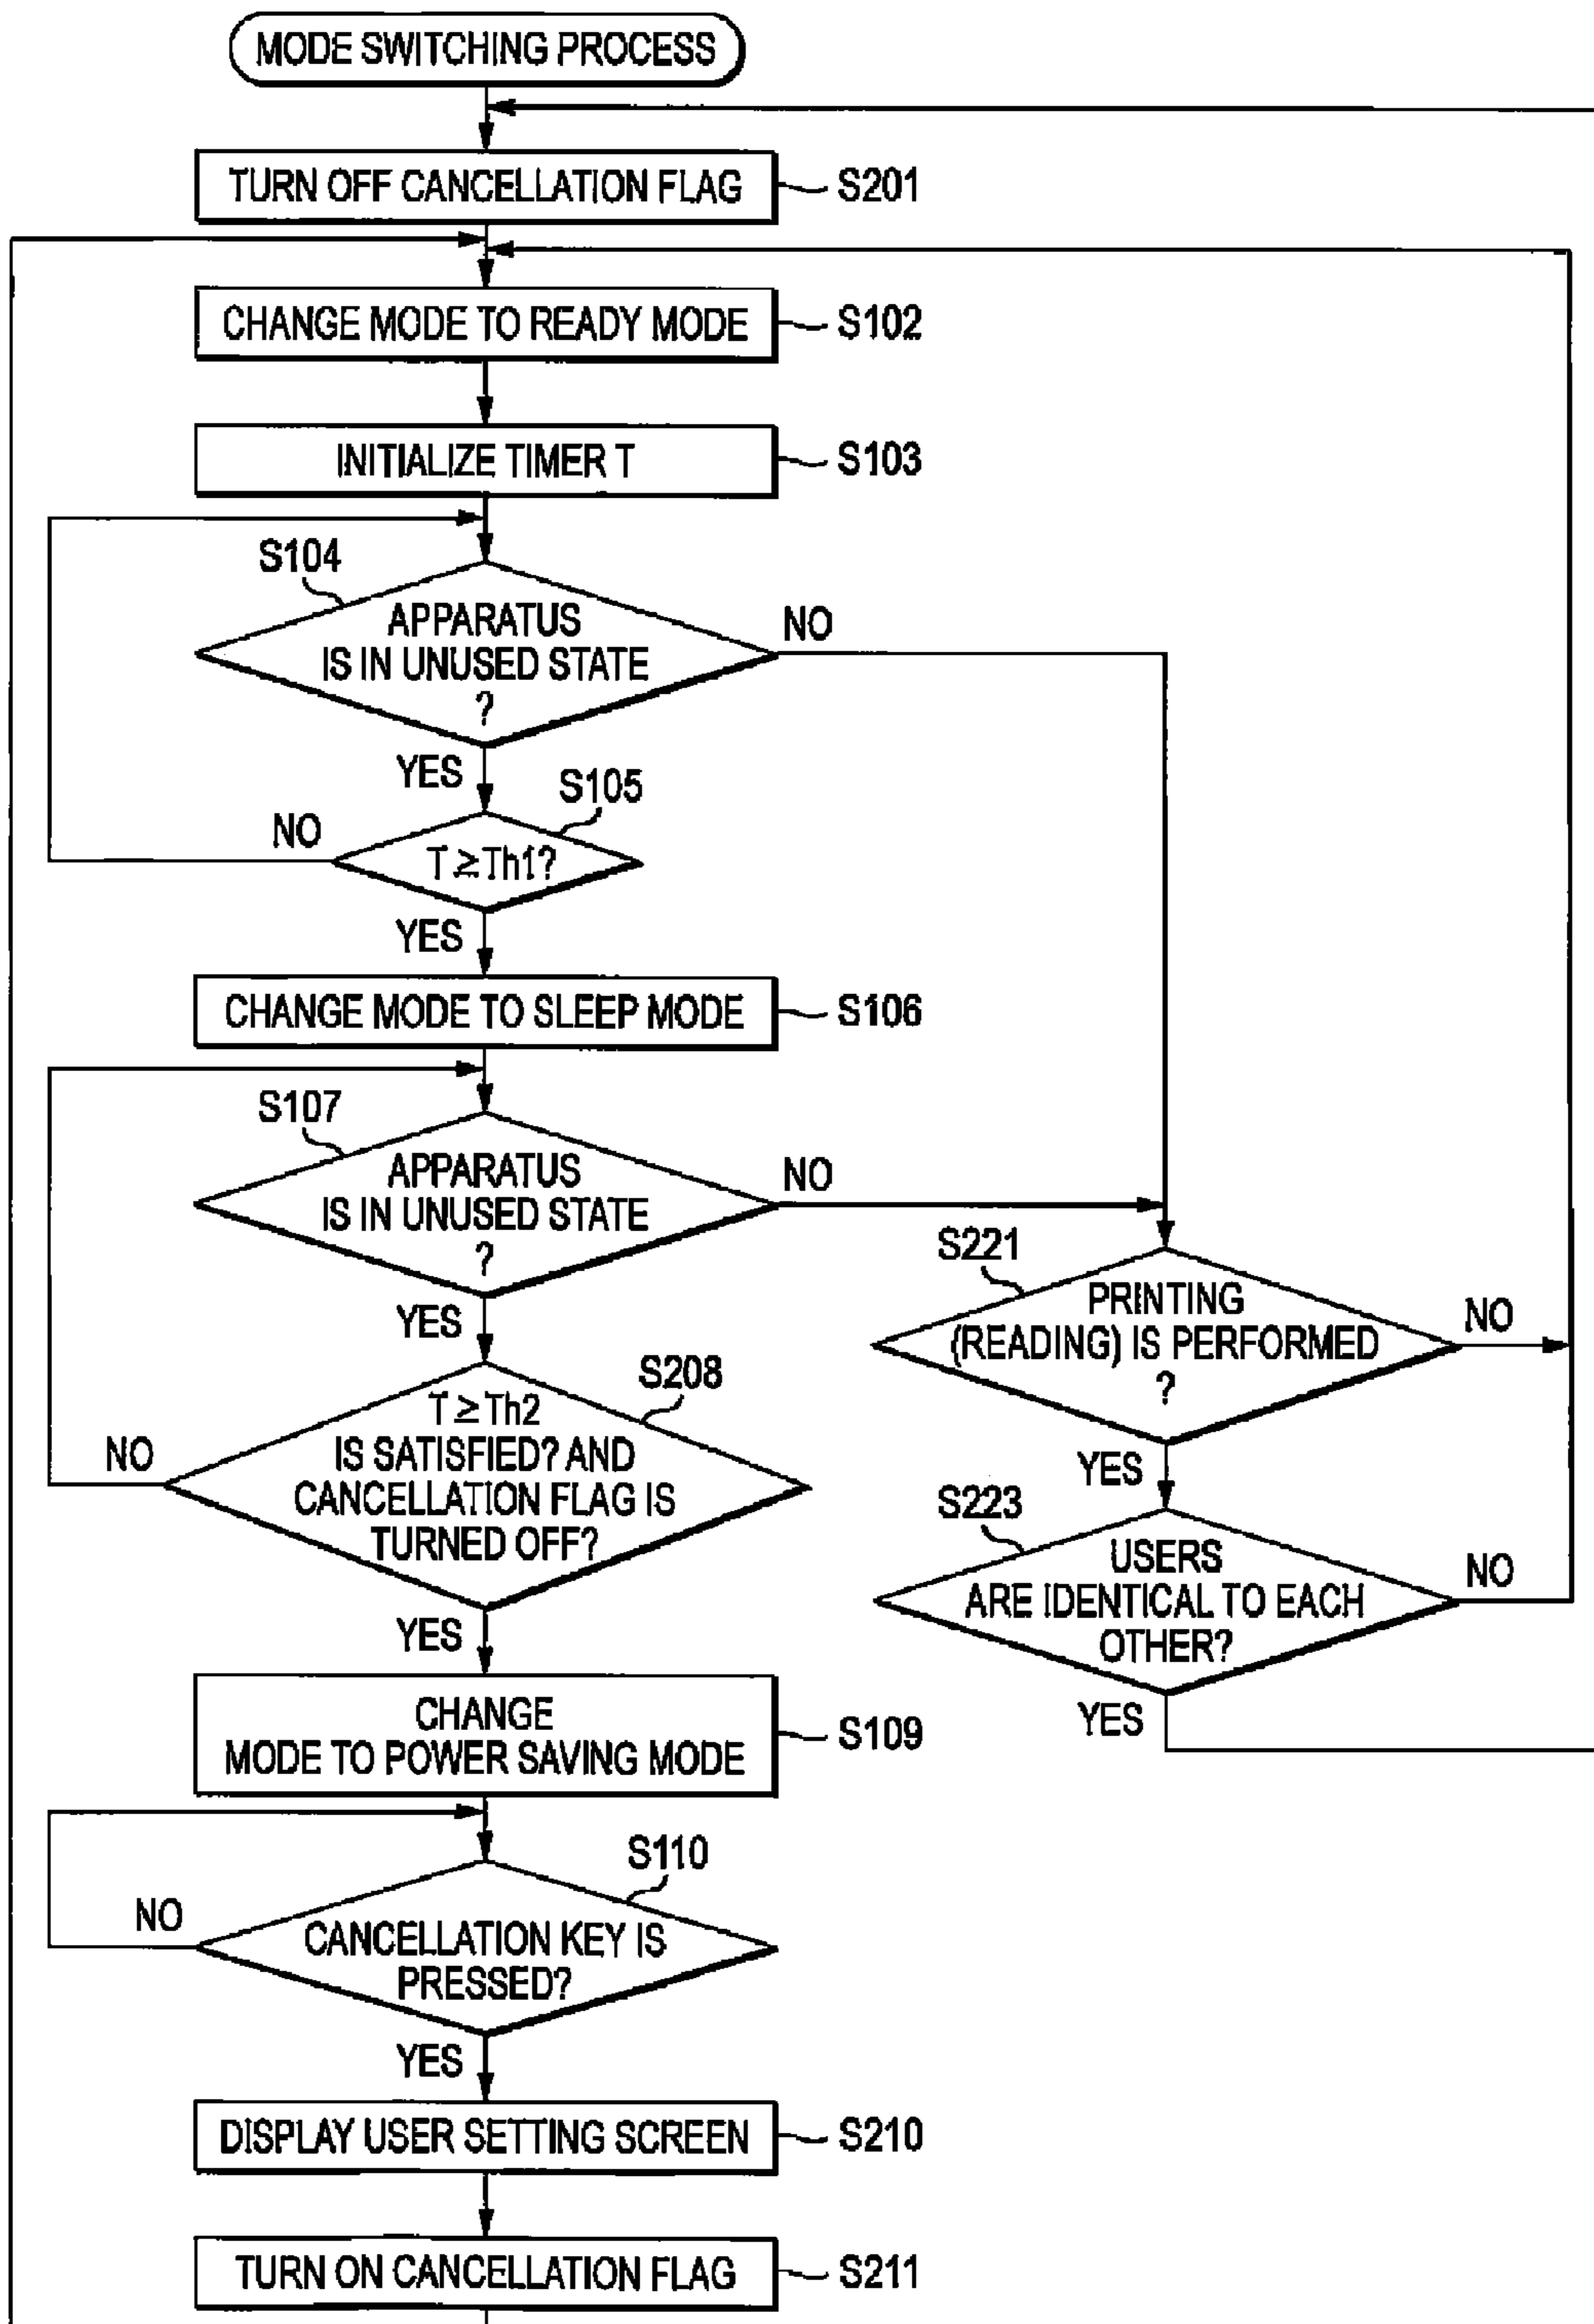 MODE SWITCHING PROCESS
TURN OFF CANCELLATION FLAG
S201
CHANGE MODE TO READY MODE
S102
INITIALIZE TIMER T
S103
S104
APPARATUS
IS IN UNUSED STATE
?
NO
YES
S105
T ≥ Th1?
NO
YES
CHANGE MODE TO SLEEP MODE
S106
S107
APPARATUS
IS IN UNUSED STATE
?
NO
YES
S221
PRINTING
(READING) IS PERFORMED
?
NO
YES
S208
T ≥ Th2
IS SATISFIED? AND
CANCELLATION FLAG IS
TURNED OFF?
NO
YES
S223
USERS
ARE IDENTICAL TO EACH
OTHER?
NO
YES
CHANGE
MODE TO POWER SAVING MODE
S109
S110
CANCELLATION KEY IS
PRESSED?
NO
YES
DISPLAY USER SETTING SCREEN
S210
TURN ON CANCELLATION FLAG
S211